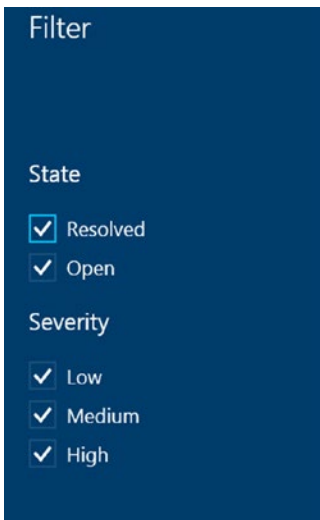 Filter
State
Resolved
Open
Severity
Low
Medium
High